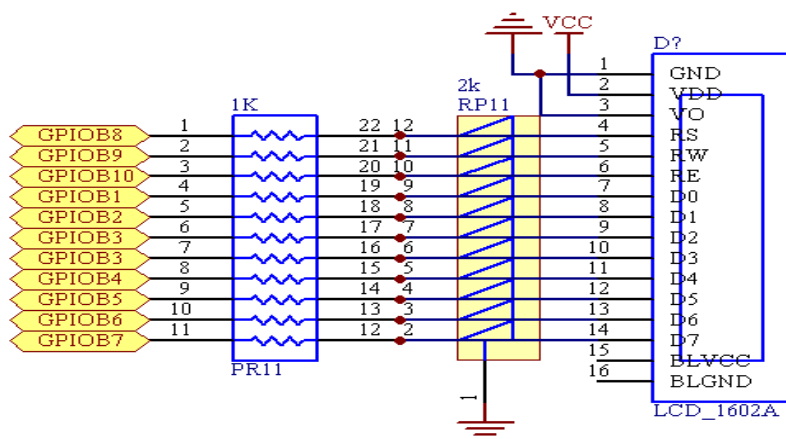 VCC
D?
1 GND
2 VDD
3 VO
2k
RP11
1K
GPIOB8 1 22 12 4 RS
GPIOB9 2 21 11 5 RW
GPIOB10 3 20 10 6 RE
GPIOB1 4 19 9 7 D0
GPIOB2 5 18 8 8 D1
GPIOB3 6 17 7 9 D2
GPIOB3 7 16 6 10 D3
GPIOB4 8 15 5 11 D4
GPIOB5 9 14 4 12 D5
GPIOB6 10 13 3 13 D6
GPIOB7 11 12 2 14 D7
15 BLVCC
PR11
16 BLGND
1
LCD_1602A